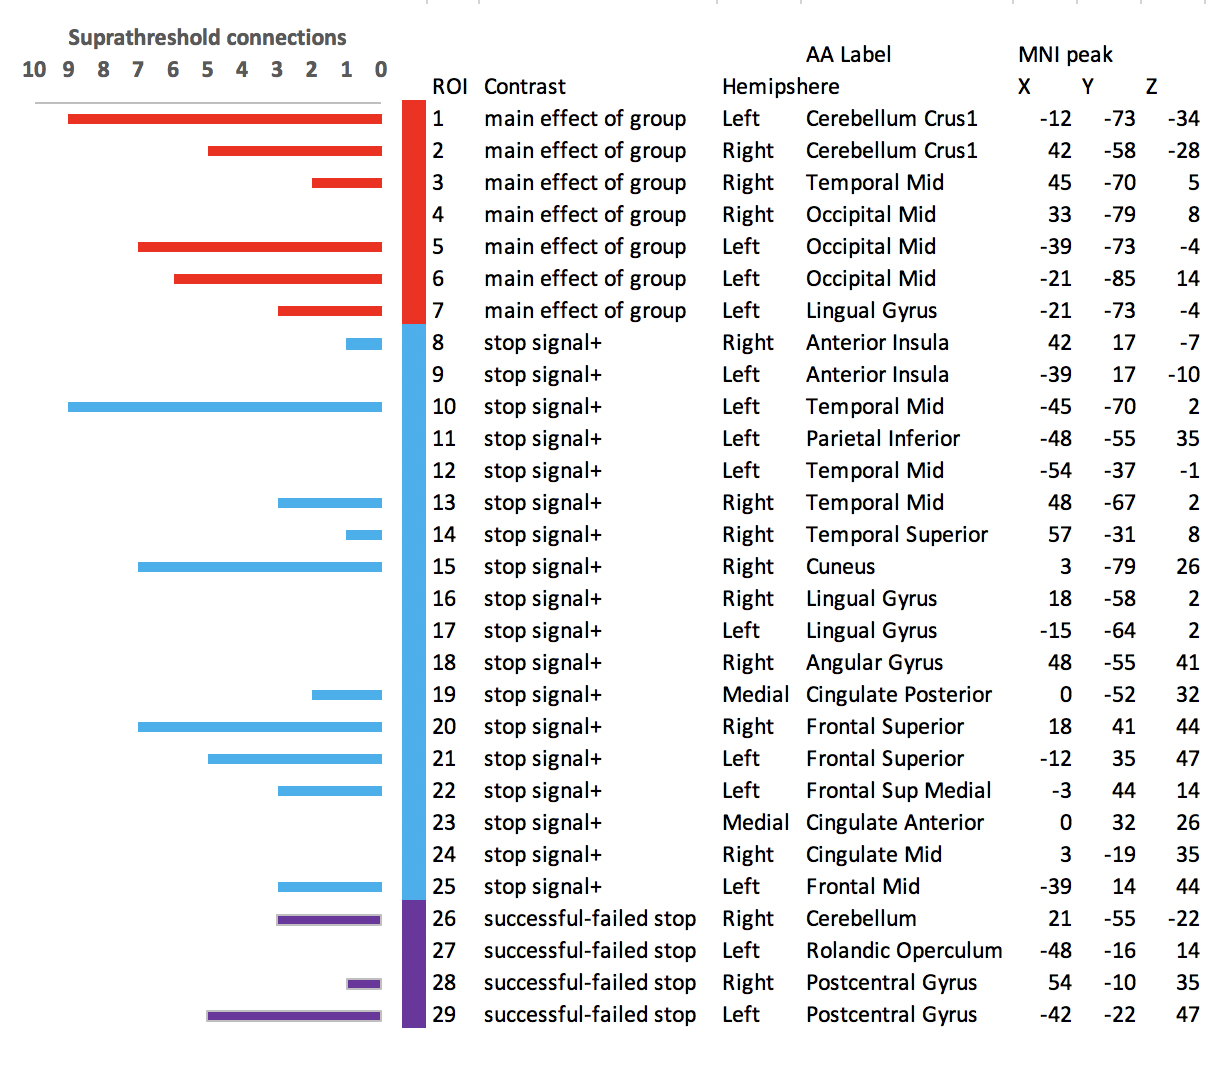 Suprathreshold connections
10 9 8 7 6 5 4 3 2 1 0
AA Label MNI peak
ROI Contrast Hemipshere X Y Z
1 main effect of group Left Cerebellum Crus1 -12 -73 -34
2 main effect of group Right Cerebellum Crus1 42 -58 -28
3 main effect of group Right Temporal Mid 45 -70 5
4 main effect of group Right Occipital Mid 33 -79 8
5 main effect of group Left Occipital Mid -39 -73 -4
6 main effect of group Left Occipital Mid -21 -85 14
7 main effect of group Left Lingual Gyrus -21 -73 -4
8 stop signal+ Right Anterior Insula 42 17 -7
9 stop signal+ Left Anterior Insula -39 17 -10
10 stop signal+ Left Temporal Mid -45 -70 2
11 stop signal+ Left Parietal Inferior -48 -55 35
12 stop signal+ Left Temporal Mid -54 -37 -1
13 stop signal+ Right Temporal Mid 48 -67 2
14 stop signal+ Right Temporal Superior 57 -31 8
15 stop signal+ Right Cuneus 3 -79 26
16 stop signal+ Right Lingual Gyrus 18 -58 2
17 stop signal+ Left Lingual Gyrus -15 -64 2
18 stop signal+ Right Angular Gyrus 48 -55 41
19 stop signal+ Medial Cingulate Posterior 0 -52 32
20 stop signal+ Right Frontal Superior 18 41 44
21 stop signal+ Left Frontal Superior -12 35 47
22 stop signal+ Left Frontal Sup Medial -3 44 14
23 stop signal+ Medial Cingulate Anterior 0 32 26
24 stop signal+ Right Cingulate Mid 3 -19 35
25 stop signal+ Left Frontal Mid -39 14 44
26 successful-failed stop Right Cerebellum 21 -55 -22
27 successful-failed stop Left Rolandic Operculum -48 -16 14
28 successful-failed stop Right Postcentral Gyrus 54 -10 35
29 successful-failed stop Left Postcentral Gyrus -42 -22 47